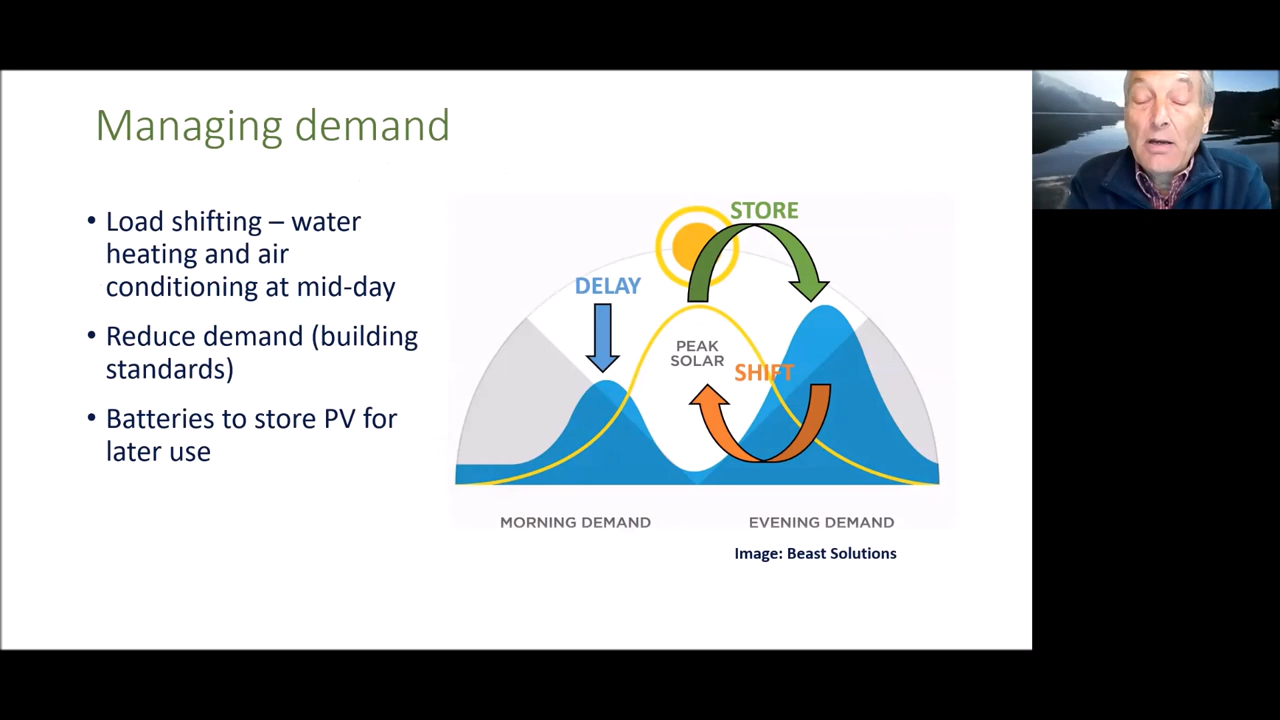 Managing demand
• Load shifting – water
heating and air
conditioning at mid-day
• Reduce demand (building
standards)
• Batteries to store PV for
later use
STORE
DELAY
PEAK
SOLAR
SHIFT
MORNING DEMAND
EVENING DEMAND
Image: Beast Solutions